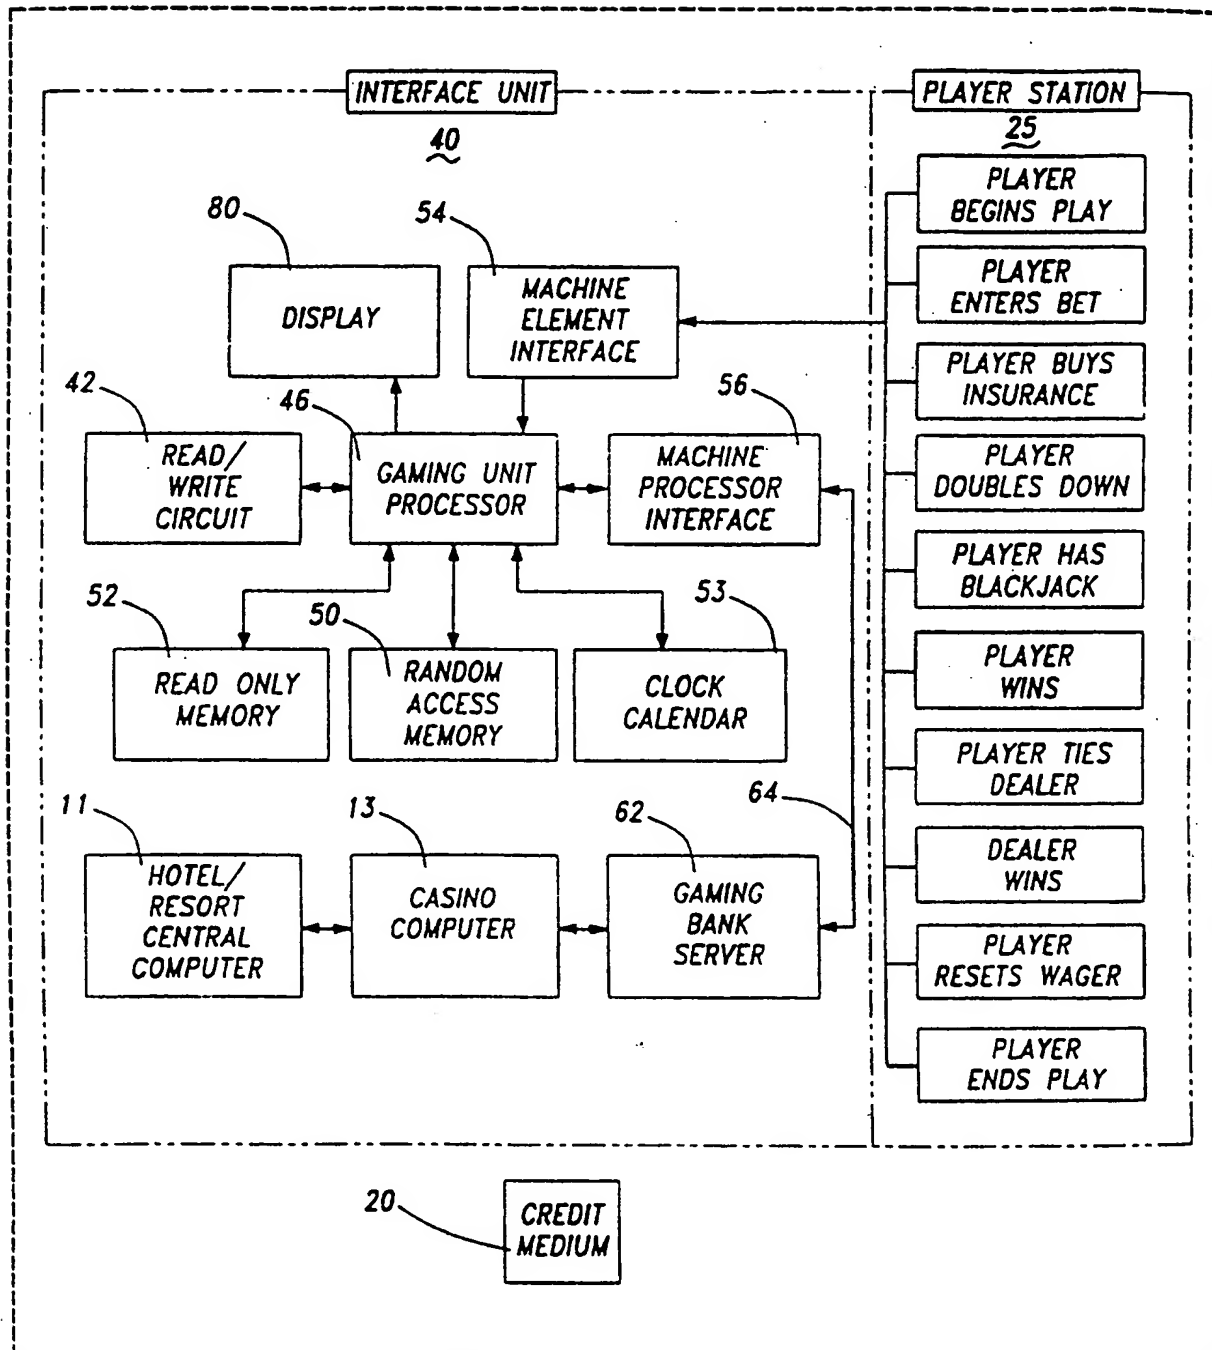 INTERFACE UNIT
40
PLAYER STATION
25
80
DISPLAY
54
MACHINE
ELEMENT
INTERFACE
42
READ/
WRITE
CIRCUIT
46
GAMING UNIT
PROCESSOR
56
MACHINE
PROCESSOR
INTERFACE
52
READ ONLY
MEMORY
50
RANDOM
ACCESS
MEMORY
53
CLOCK
CALENDAR
11
HOTEL/
RESORT
CENTRAL
COMPUTER
13
CASINO
COMPUTER
62
GAMING
BANK
SERVER
64
PLAYER
BEGINS PLAY
PLAYER
ENTERS BET
PLAYER BUYS
INSURANCE
PLAYER
DOUBLES DOWN
PLAYER HAS
BLACKJACK
PLAYER
WINS
PLAYER TIES
DEALER
DEALER
WINS
PLAYER
RESETS WAGER
PLAYER
ENDS PLAY
20
CREDIT
MEDIUM